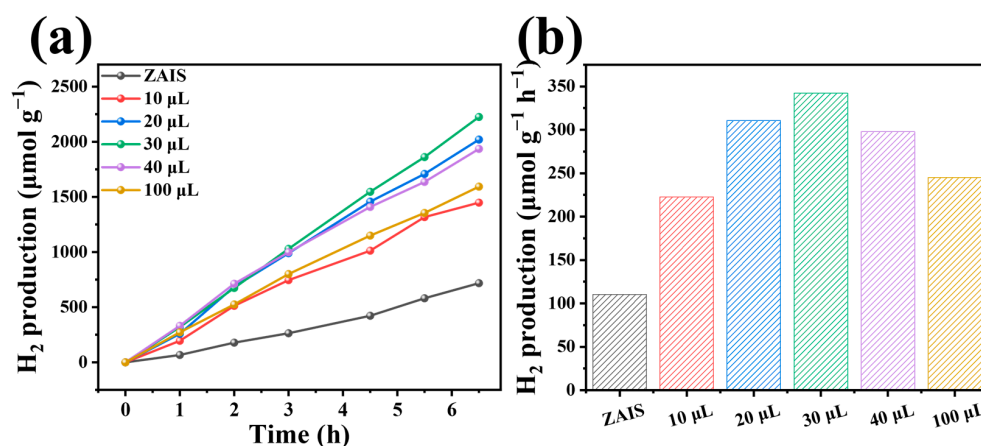 (a)
H₂ production (μmol g⁻¹)
2500
2000
1500
1000
500
0
ZAIS
10 μL
20 μL
30 μL
40 μL
100 μL
0 1 2 3 4 5 6
Time (h)
(b)
H₂ production (μmol g⁻¹ h⁻¹)
350
300
250
200
150
100
50
0
ZAIS 10 μL 20 μL 30 μL 40 μL 100 μL